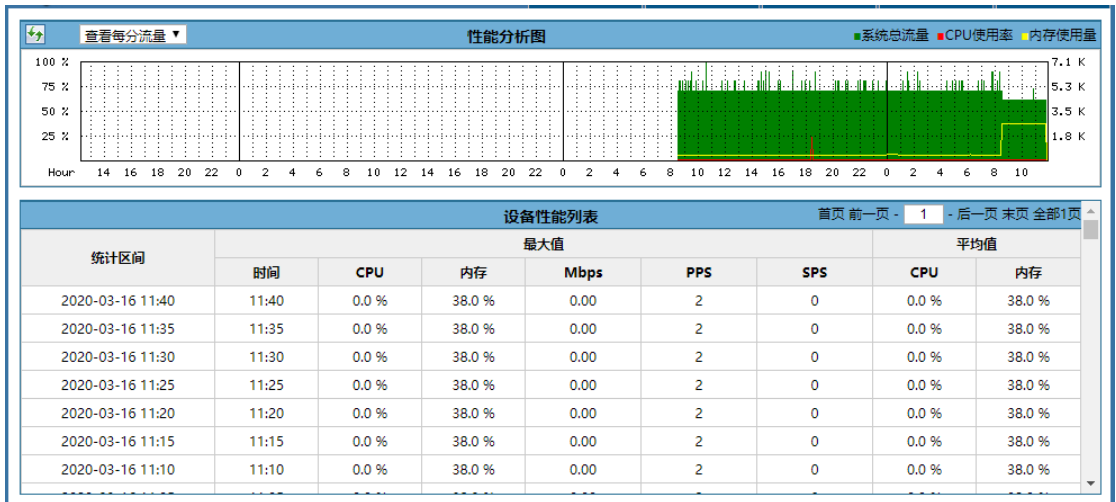 查看每分流量 ▼ 性能分析图 ■系统总流量 ■CPU使用率 ■内存使用量
100 % 7.1 K
75 % 5.3 K
50 % 3.5 K
25 % 1.8 K
Hour 14 16 18 20 22 0 2 4 6 8 10 12 14 16 18 20 22 0 2 4 6 8 10 12 14 16 18 20 22 0 2 4 6 8 10
设备性能列表 首页 前一页 - 1 - 后一页 末页 全部1页
统计区间 最大值 平均值
时间 CPU 内存 Mbps PPS SPS CPU 内存
2020-03-16 11:40 11:40 0.0 % 38.0 % 0.00 2 0 0.0 % 38.0 %
2020-03-16 11:35 11:35 0.0 % 38.0 % 0.00 2 0 0.0 % 38.0 %
2020-03-16 11:30 11:30 0.0 % 38.0 % 0.00 2 0 0.0 % 38.0 %
2020-03-16 11:25 11:25 0.0 % 38.0 % 0.00 2 0 0.0 % 38.0 %
2020-03-16 11:20 11:20 0.0 % 38.0 % 0.00 2 0 0.0 % 38.0 %
2020-03-16 11:15 11:15 0.0 % 38.0 % 0.00 2 0 0.0 % 38.0 %
2020-03-16 11:10 11:10 0.0 % 38.0 % 0.00 2 0 0.0 % 38.0 %